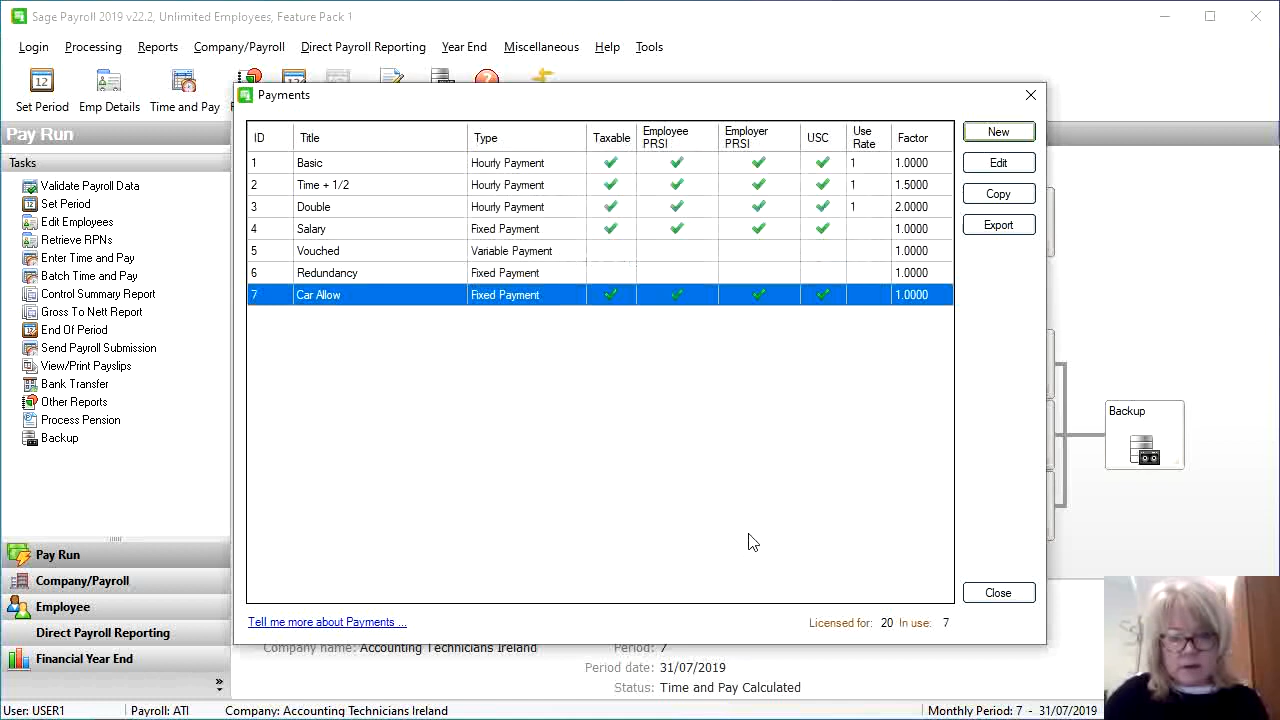 Sage Payroll 2019 v22.2, Unlimited Employees, Feature Pack 1
Login Processing Reports Company/Payroll Direct Payroll Reporting Year End Miscellaneous Help Tools
12
Set Period Emp Details Time and Pay
Payments
Pay Run
Tasks
Validate Payroll Data
Set Period
Edit Employees
Retrieve RPNs
Enter Time and Pay
Batch Time and Pay
Control Summary Report
Gross To Nett Report
End Of Period
Send Payroll Submission
View/Print Payslips
Bank Transfer
Other Reports
Process Pension
Backup
Pay Run
Company/Payroll
Employee
Direct Payroll Reporting
Financial Year End
ID Title Type Taxable Employee PRSI Employer PRSI USC Use Rate Factor
1 Basic Hourly Payment 1 1.0000
2 Time + 1/2 Hourly Payment 1 1.5000
3 Double Hourly Payment 1 2.0000
4 Salary Fixed Payment 1.0000
5 Vouched Variable Payment 1.0000
6 Redundancy Fixed Payment 1.0000
7 Car Allow Fixed Payment 1.0000
New
Edit
Copy
Export
Close
Tell me more about Payments ...
Licensed for: 20 In use: 7
Backup
Company name: Accounting Technicians Ireland
Period: 7
Period date: 31/07/2019
Status: Time and Pay Calculated
User: USER1 Payroll: ATI Company: Accounting Technicians Ireland Monthly Period: 7 - 31/07/2019